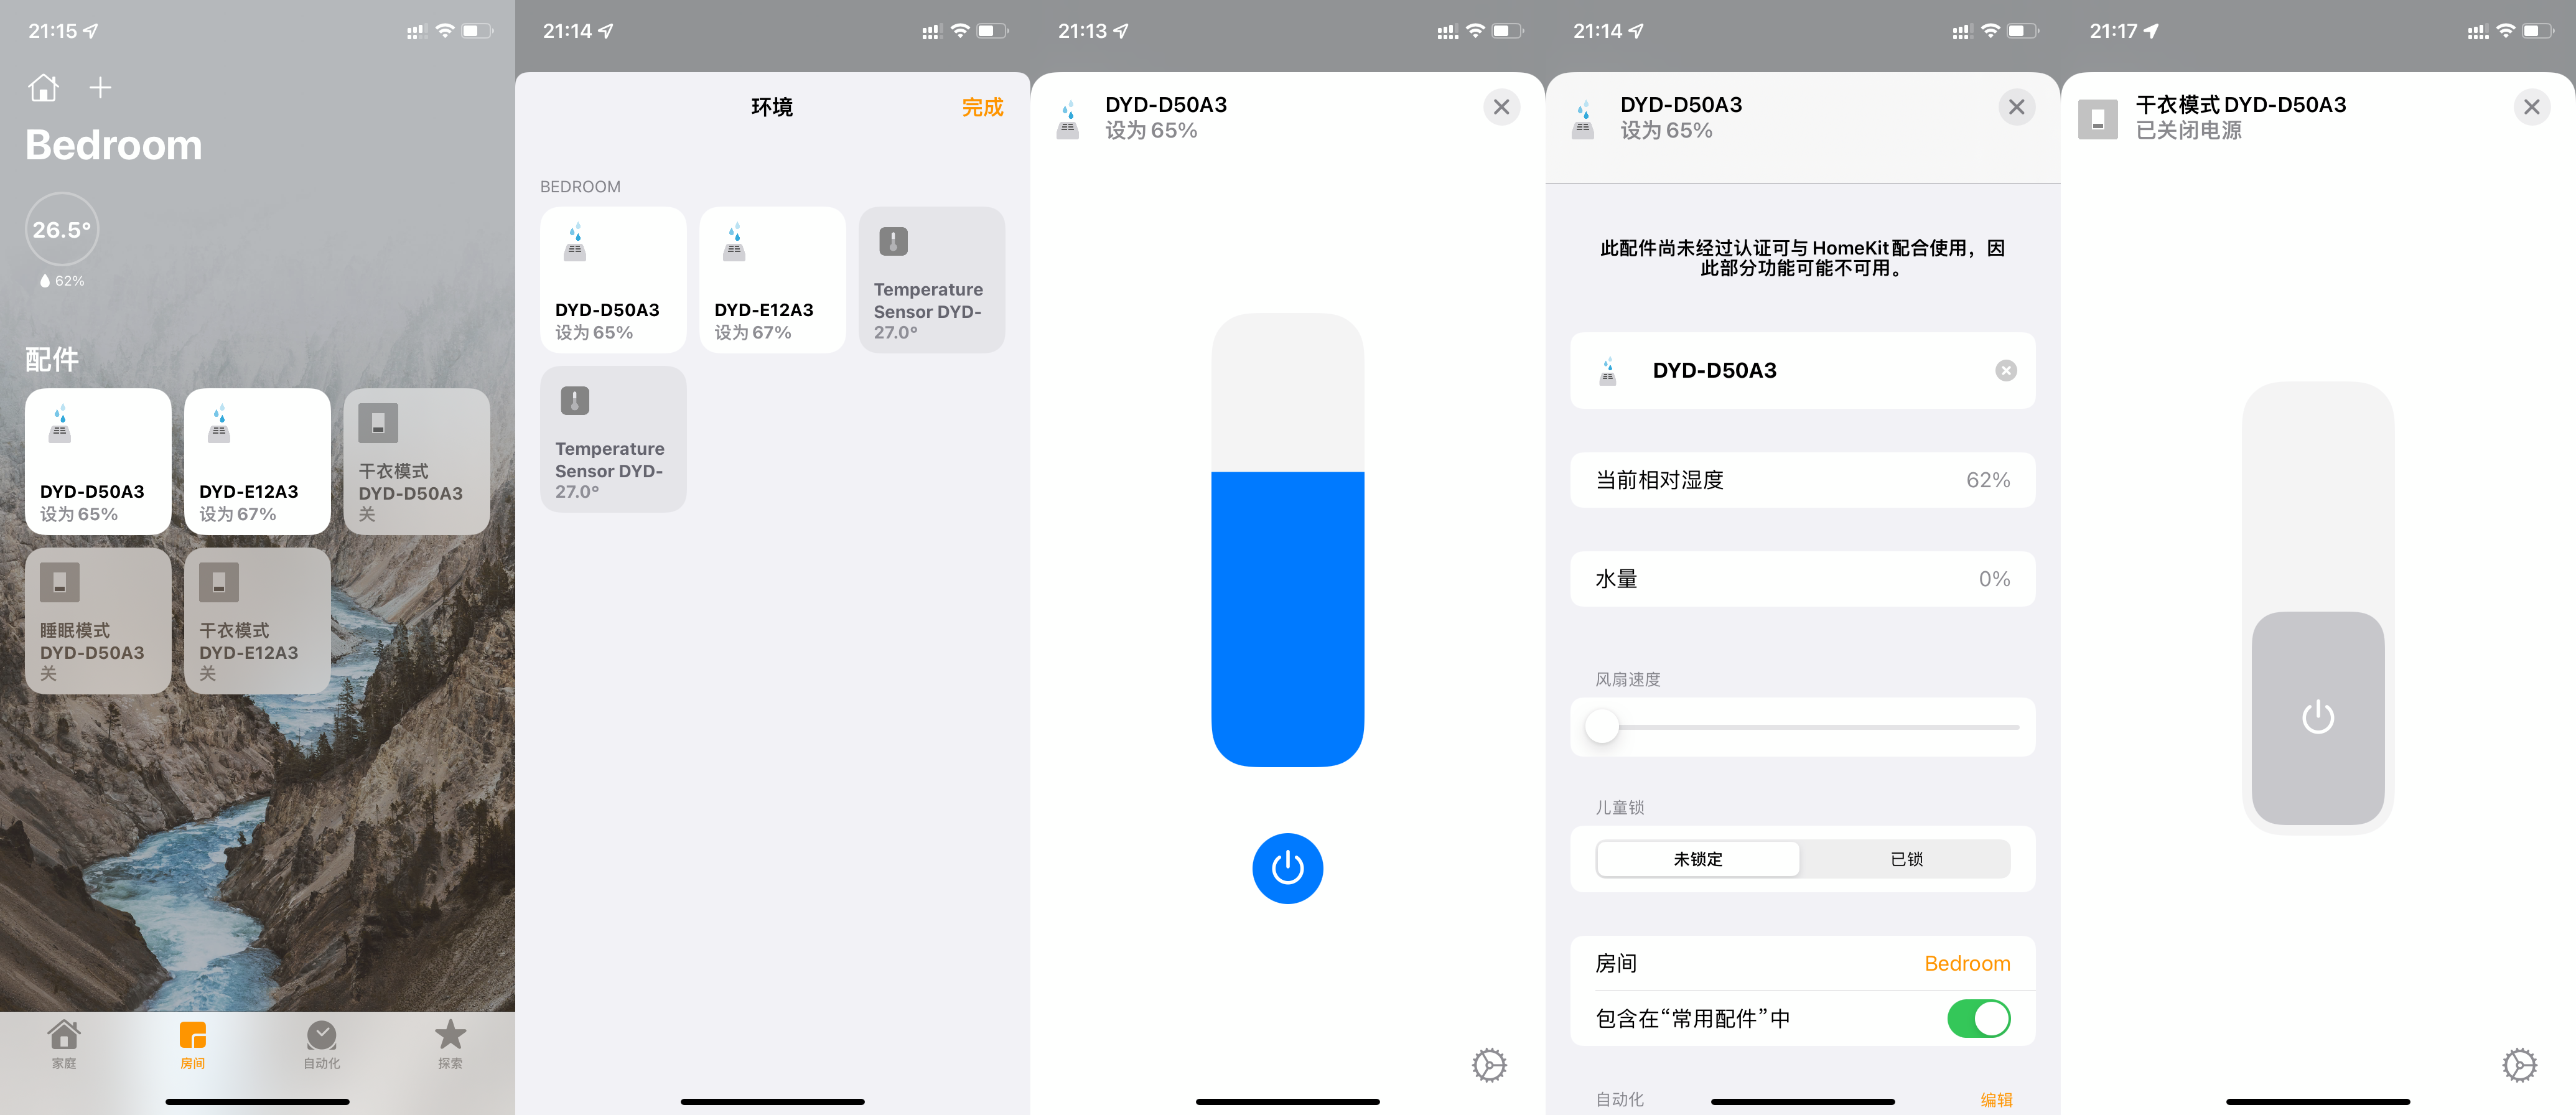 21:15
Bedroom
26.5°
62%
配件
DYD-D50A3
设为 65%
DYD-E12A3
设为 67%
干衣模式
DYD-D50A3
关
睡眠模式
DYD-D50A3
关
干衣模式
DYD-E12A3
关
家庭
房间
自动化
探索
21:14
环境
完成
BEDROOM
DYD-D50A3
设为 65%
DYD-E12A3
设为 67%
Temperature
Sensor DYD-
27.0°
Temperature
Sensor DYD-
27.0°
21:13
DYD-D50A3
设为 65%
21:14
DYD-D50A3
设为 65%
此配件尚未经过认证可与 HomeKit 配合使用，因
此部分功能可能不可用。
DYD-D50A3
当前相对湿度
62%
水量
0%
风扇速度
儿童锁
未锁定
已锁
房间
Bedroom
包含在“常用配件”中
自动化
编辑
21:17
干衣模式 DYD-D50A3
已关闭电源